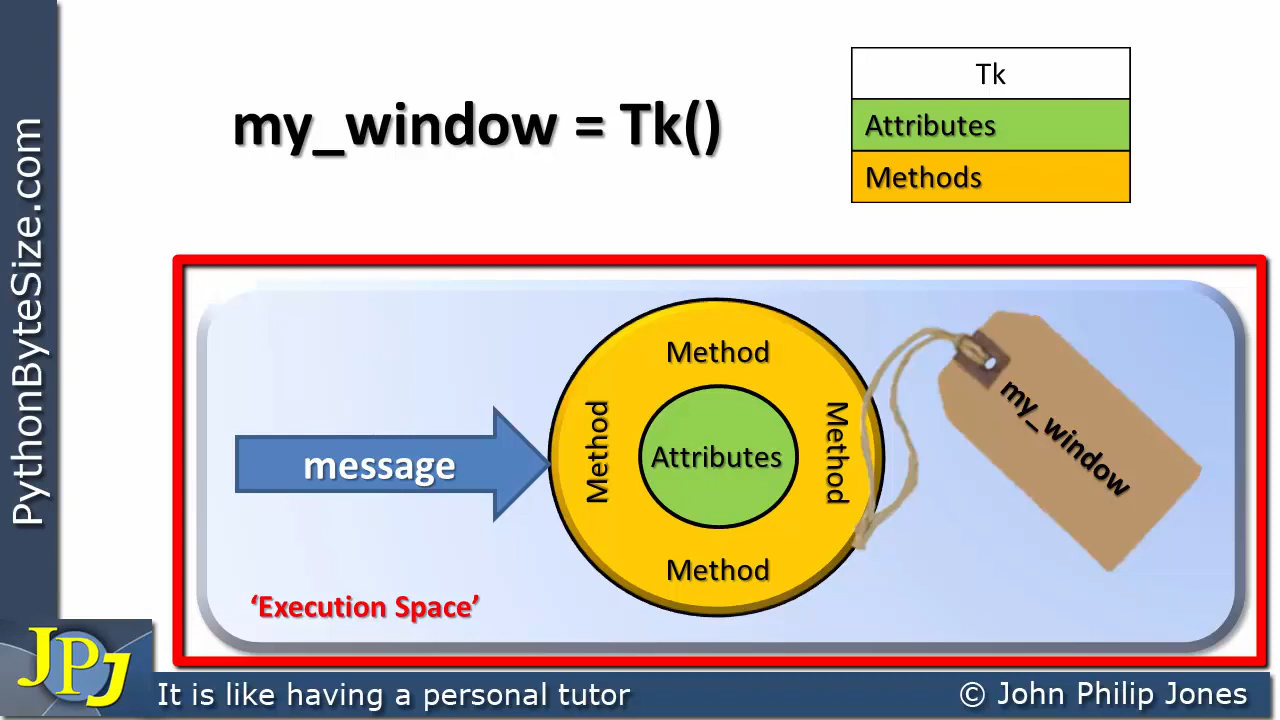 my_window = Tk()
Tk
Attributes
Methods
PythonByteSize.com
Method
Method
Attributes
Method
Method
message
my_window
‘Execution Space’
JPJ
It is like having a personal tutor
© John Philip Jones